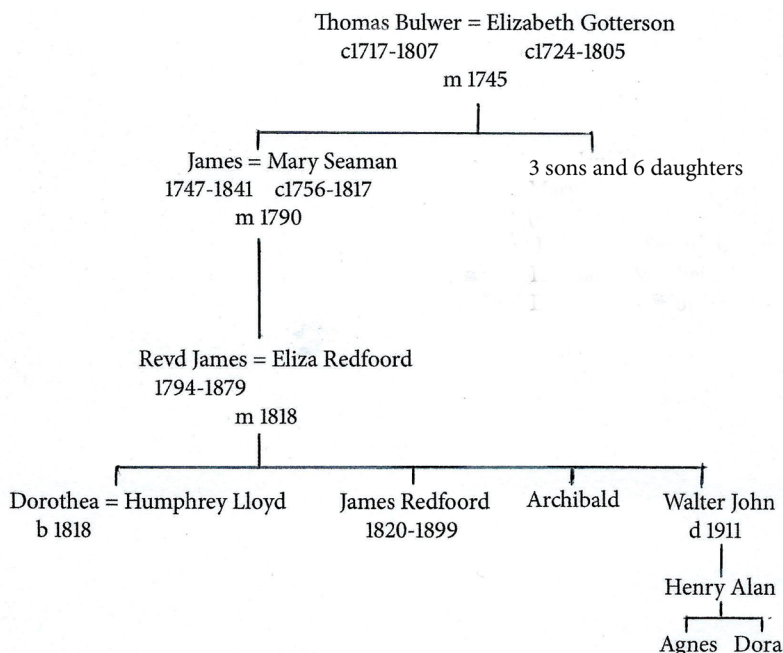 Thomas Bulwer = Elizabeth Gotterson
c1717-1807 c1724-1805
m 1745
James = Mary Seaman
1747-1841 c1756-1817
m 1790
3 sons and 6 daughters
Revd James = Eliza Redfoord
1794-1879
m 1818
Dorothea = Humphrey Lloyd
b 1818
James Redfoord
1820-1899
Archibald
Walter John
d 1911
Henry Alan
Agnes Dora